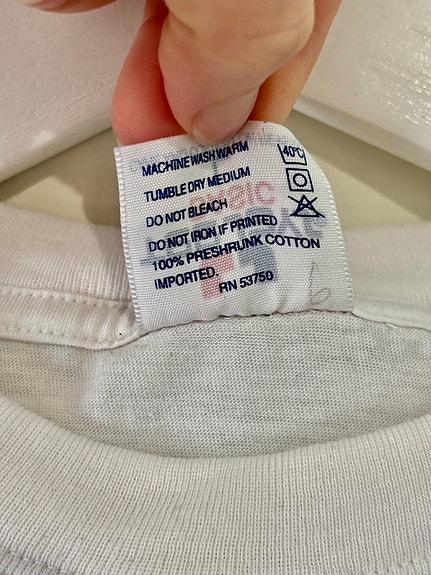 MACHINE WASH WARM
40°C
TUMBLE DRY MEDIUM
DO NOT BLEACH
DO NOT IRON IF PRINTED
100% PRESHRUNK COTTON
IMPORTED.
RN 53750